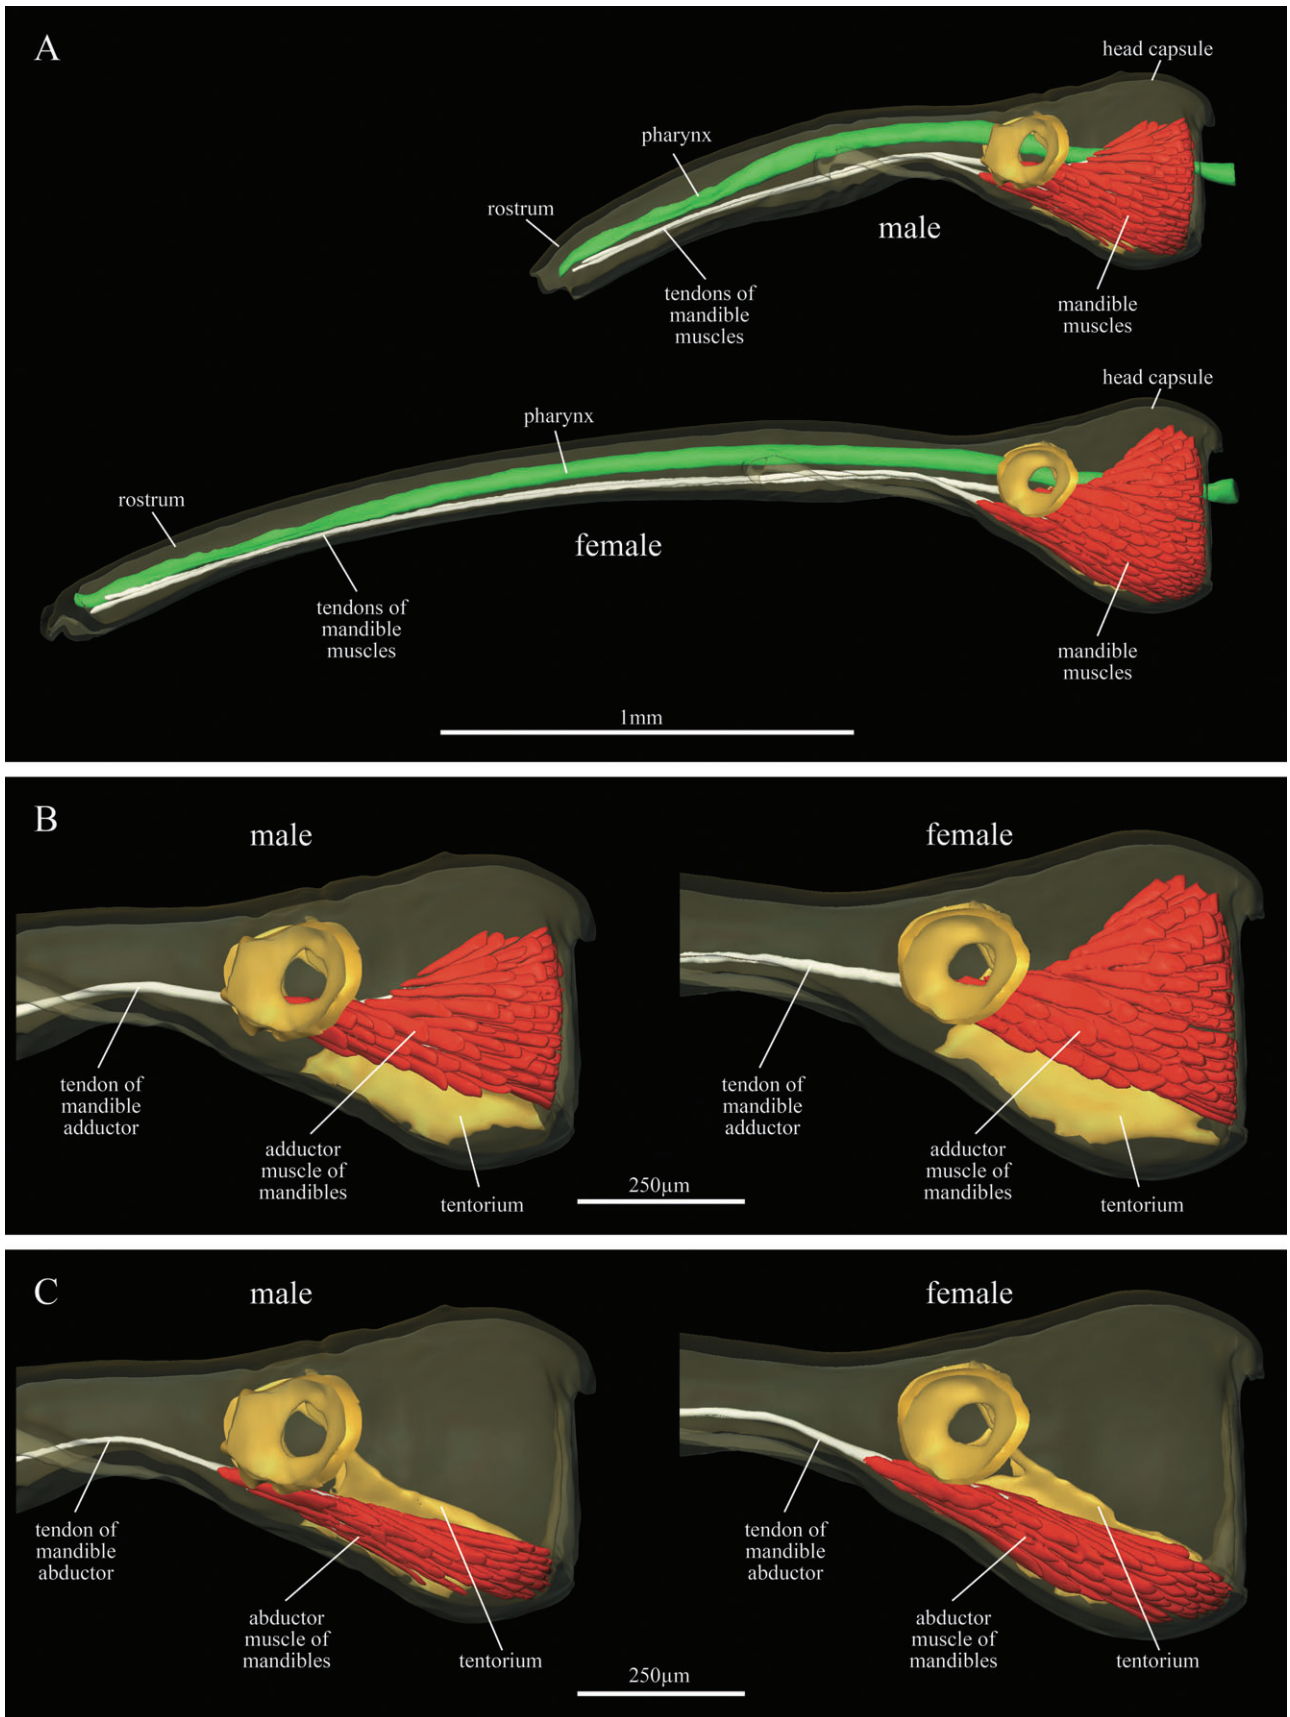 A
head capsule
pharynx
rostrum
male
tendons of
mandible
muscles
mandible
muscles
head capsule
pharynx
rostrum
female
tendons of
mandible
muscles
mandible
muscles
1mm
B
male
female
tendon of
mandible
adductor
adductor
muscle of
mandibles
tentorium
250µm
tendon of
mandible
adductor
adductor
muscle of
mandibles
tentorium
C
male
female
tendon of
mandible
abductor
abductor
muscle of
mandibles
tentorium
250µm
tendon of
mandible
abductor
abductor
muscle of
mandibles
tentorium